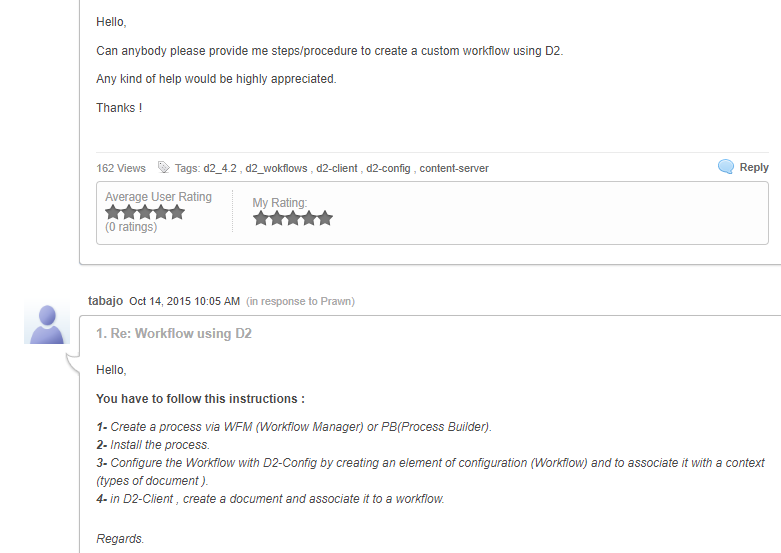 Hello,
Can anybody please provide me steps/procedure to create a custom workflow using D2.
Any kind of help would be highly appreciated.
Thanks !
162 Views Tags: d2_4.2 , d2_wokflows , d2-client , d2-config , content-server Reply
Average User Rating
My Rating:
(0 ratings)
tabajo Oct 14, 2015 10:05 AM (in response to Prawn)
1. Re: Workflow using D2
Hello,
You have to follow this instructions :
1- Create a process via WFM (Workflow Manager) or PB(Process Builder).
2- Install the process.
3- Configure the Workflow with D2-Config by creating an element of configuration (Workflow) and to associate it with a context
(types of document ).
4- in D2-Client , create a document and associate it to a workflow.
Regards.